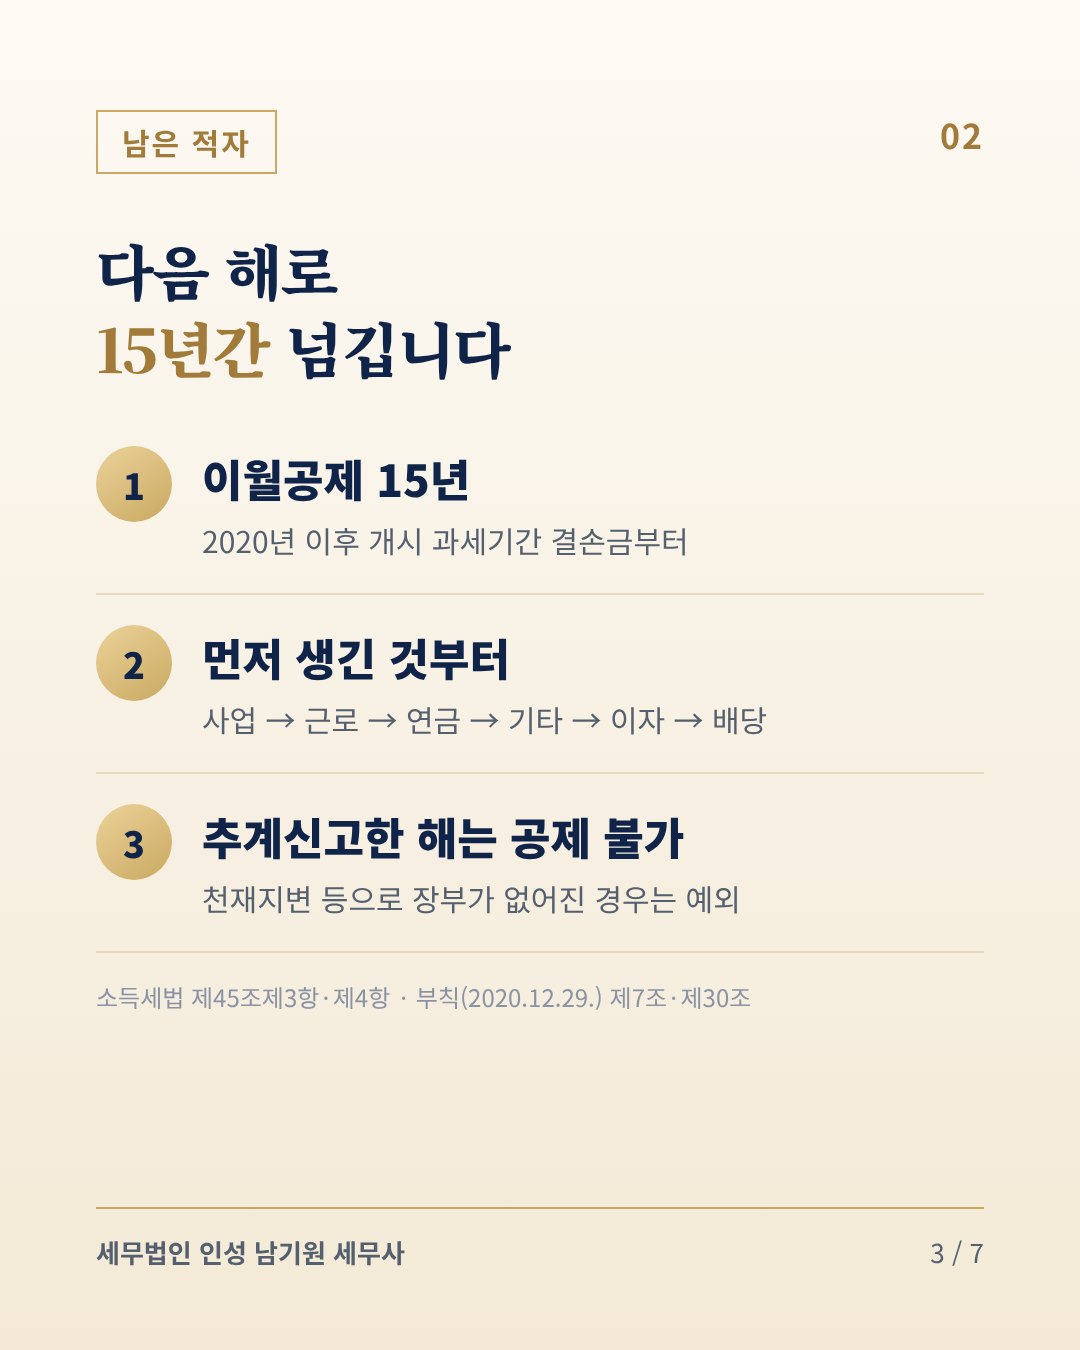 남은 적자
02
다음 해로
15년간 넘깁니다
1
이월공제 15년
2020년 이후 개시 과세기간 결손금부터
2
먼저 생긴 것부터
사업 → 근로 → 연금 → 기타 → 이자 → 배당
3
추계신고한 해는 공제 불가
천재지변 등으로 장부가 없어진 경우는 예외
소득세법 제45조제3항·제4항 · 부칙(2020.12.29.) 제7조·제30조
세무법인 인성 남기원 세무사
3 / 7